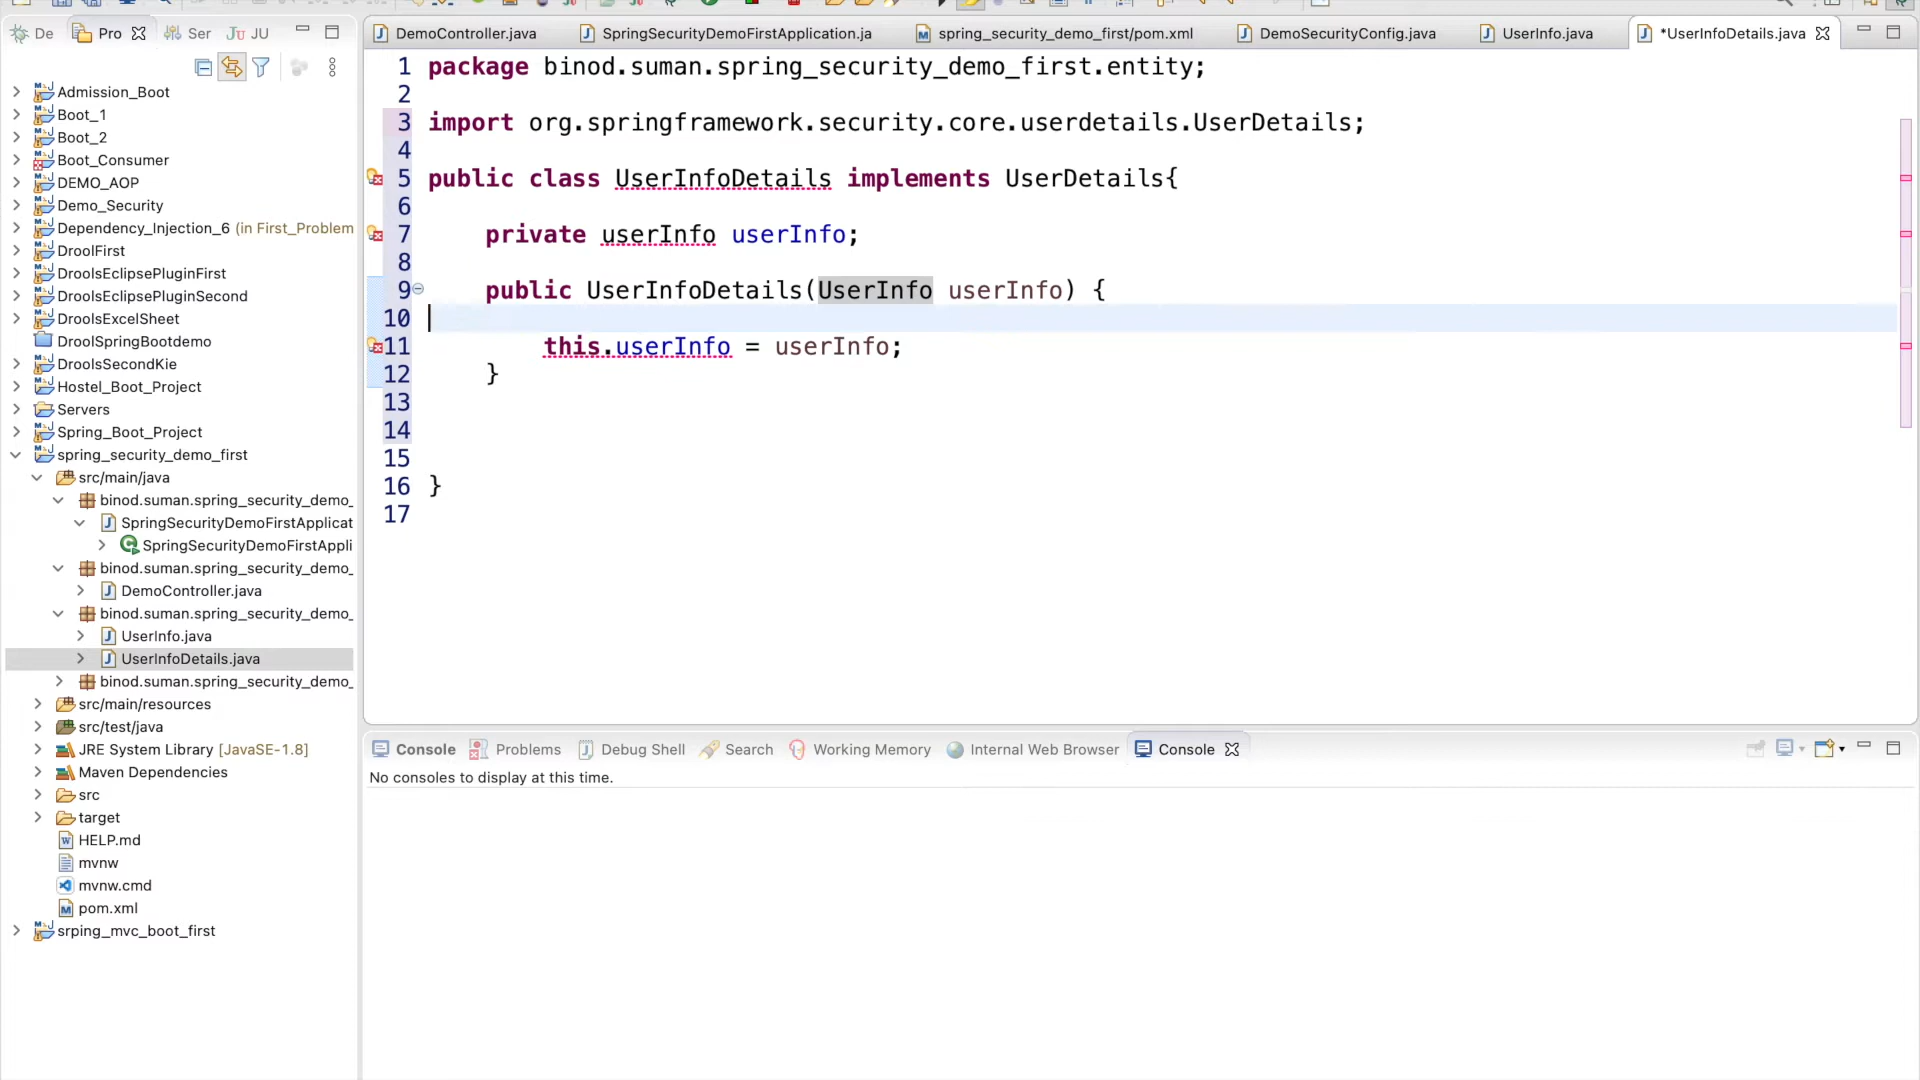 De
Pro
Ser
JU
DemoController.java
SpringSecurityDemoFirstApplication.ja
spring_security_demo_first/pom.xml
DemoSecurityConfig.java
UserInfo.java
*UserInfoDetails.java
Admission_Boot
Boot_1
Boot_2
Boot_Consumer
DEMO_AOP
Demo_Security
Dependency_Injection_6 (in First_Problem
DroolFirst
DroolsEclipsePluginFirst
DroolsEclipsePluginSecond
DroolsExcelSheet
DroolSpringBootdemo
DroolsSecondKie
Hostel_Boot_Project
Servers
Spring_Boot_Project
spring_security_demo_first
src/main/java
binod.suman.spring_security_demo_
SpringSecurityDemoFirstApplicat
SpringSecurityDemoFirstAppli
binod.suman.spring_security_demo_
DemoController.java
binod.suman.spring_security_demo_
UserInfo.java
UserInfoDetails.java
binod.suman.spring_security_demo_
src/main/resources
src/test/java
JRE System Library [JavaSE-1.8]
Maven Dependencies
src
target
HELP.md
mvnw
mvnw.cmd
pom.xml
srping_mvc_boot_first
1 package binod.suman.spring_security_demo_first.entity;
2
3 import org.springframework.security.core.userdetails.UserDetails;
4
5 public class UserInfoDetails implements UserDetails{
6
7 private userInfo userInfo;
8
9 public UserInfoDetails(UserInfo userInfo) {
10
11 this.userInfo = userInfo;
12 }
13
14
15
16 }
17
Console
Problems
Debug Shell
Search
Working Memory
Internal Web Browser
Console
No consoles to display at this time.